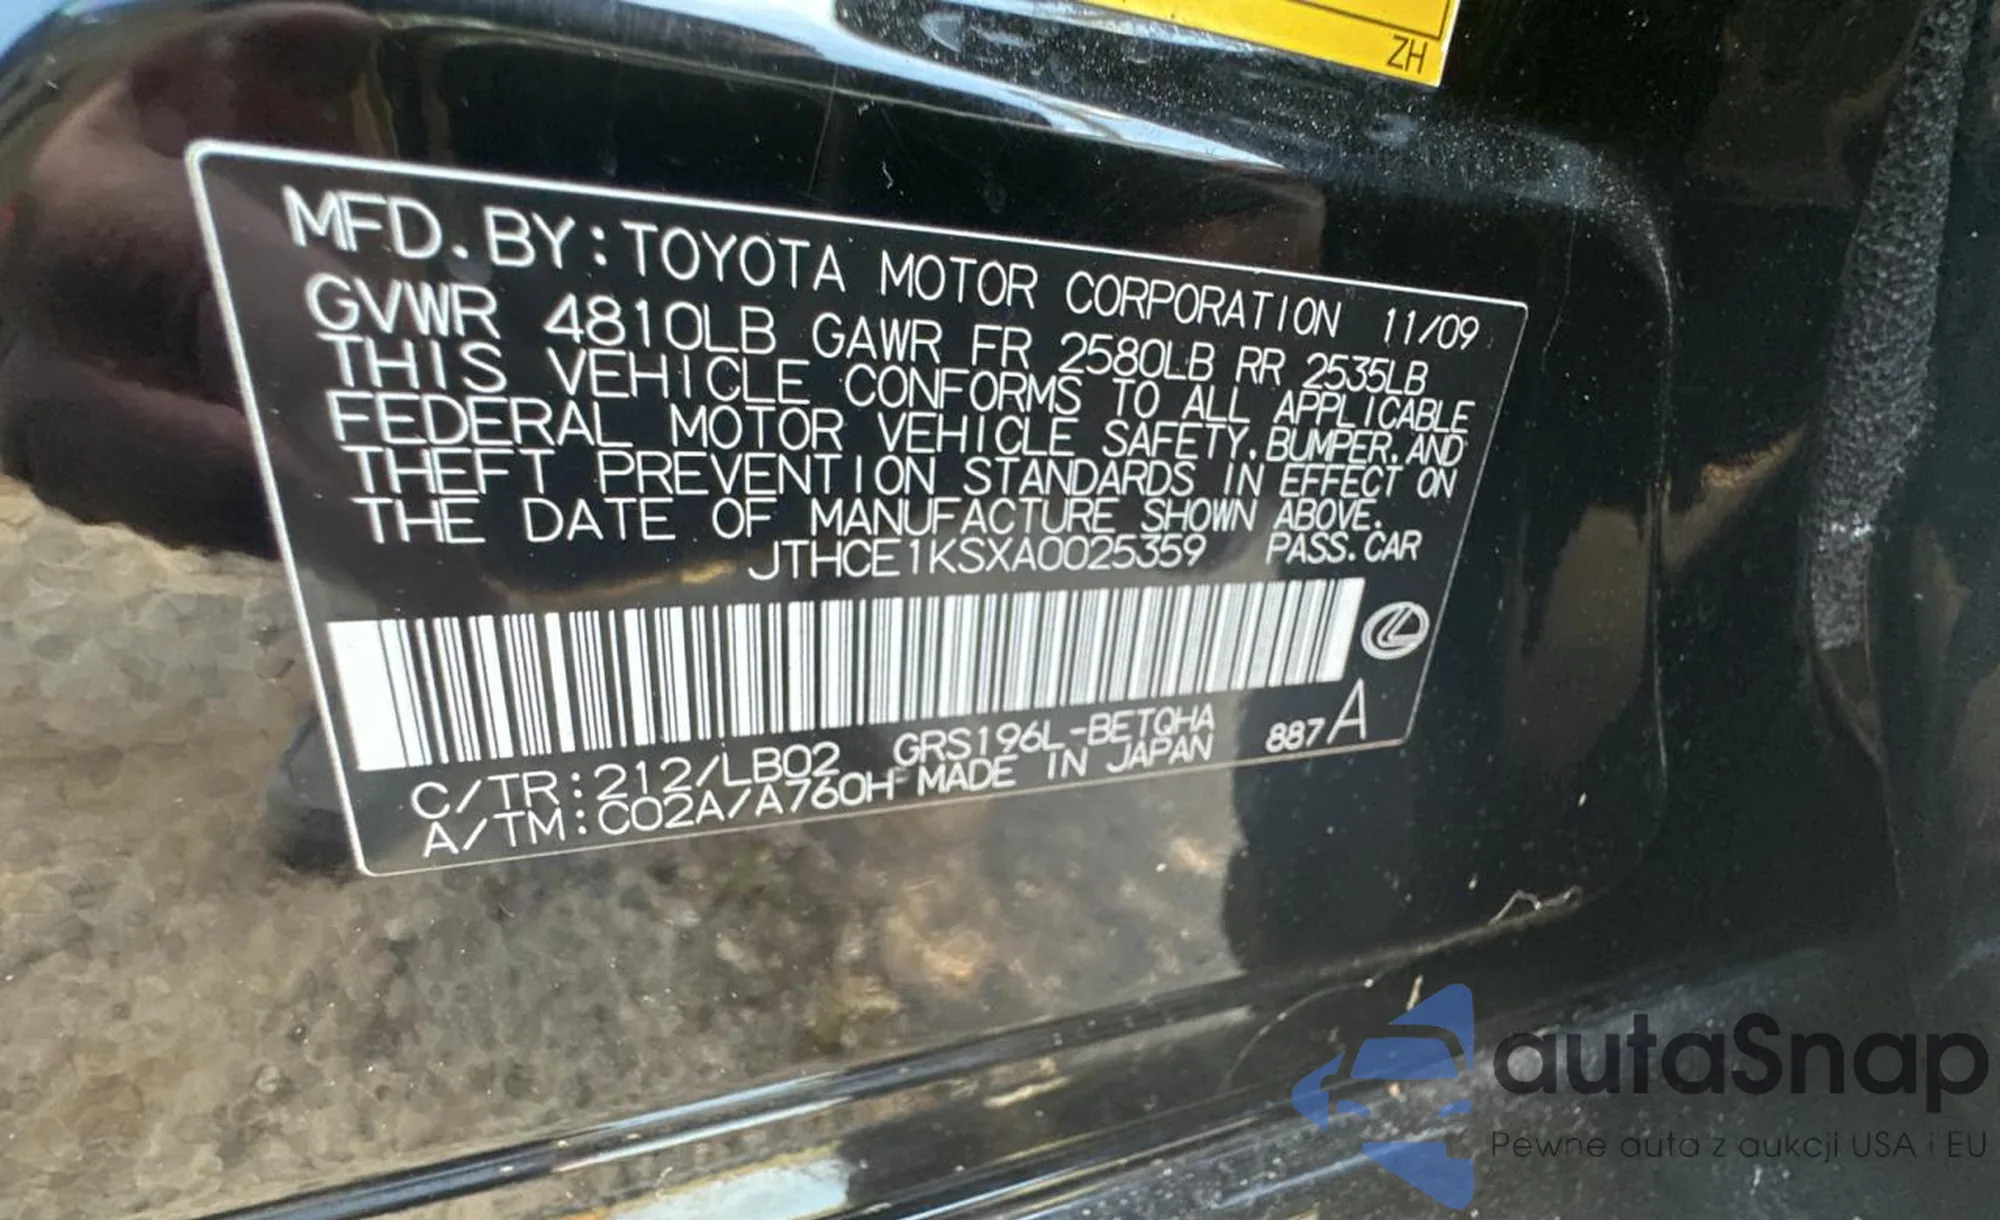 ZH
MFD. BY: TOYOTA MOTOR CORPORATION 11/09
GVWR 4810LB GAWR FR 2580LB RR 2535LB
THIS VEHICLE CONFORMS TO ALL APPLICABLE
FEDERAL MOTOR VEHICLE SAFETY, BUMPER, AND
THEFT PREVENTION STANDARDS IN EFFECT ON
THE DATE OF MANUFACTURE SHOWN ABOVE.
JTHCE1KSXA0025359 PASS. CAR
C/TR: 212/LB02 GRS196L-BETQHA 887A
A/TM: C02A/A760H MADE IN JAPAN
autaSnap
Pewne auta z aukcji USA i EU